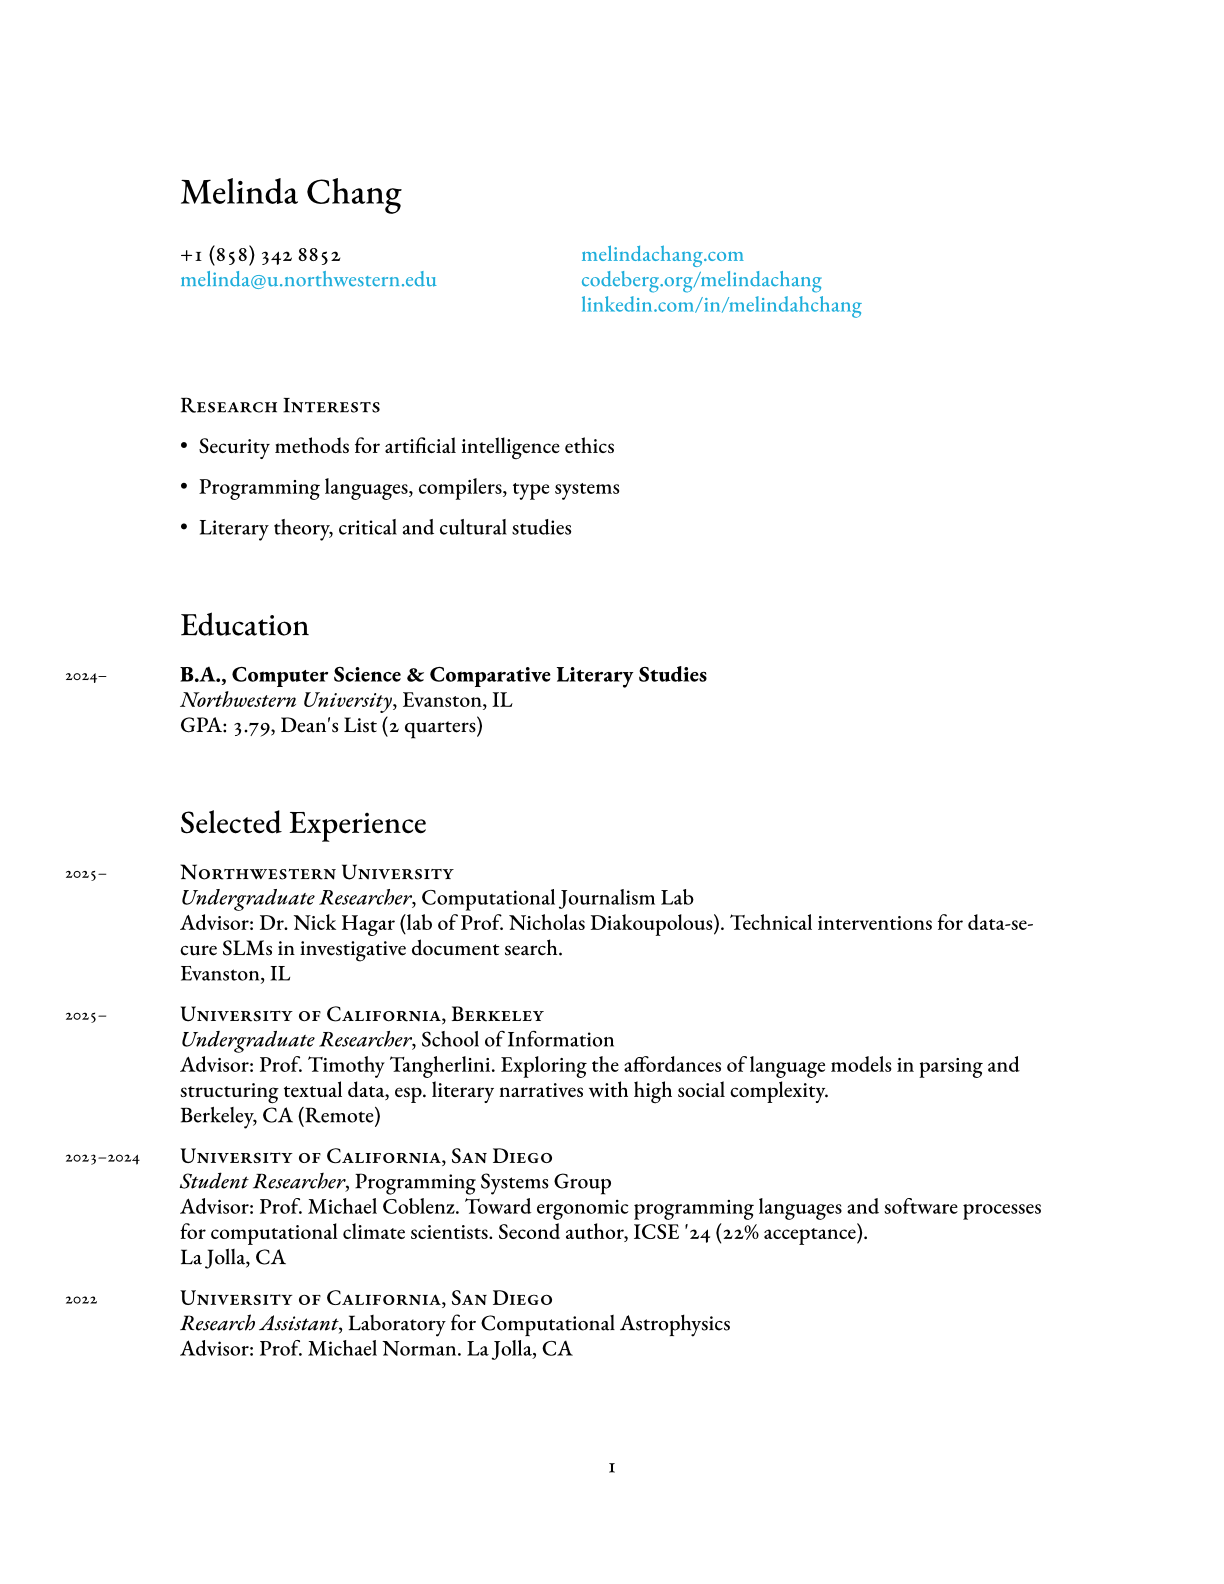 Melinda Chang
+1 (858) 342 8852
melinda@u.northwestern.edu
melindachang.com
codeberg.org/melindachang
linkedin.com/in/melindahchang
Research Interests
• Security methods for artificial intelligence ethics
• Programming languages, compilers, type systems
• Literary theory, critical and cultural studies
Education
2024–
B.A., Computer Science & Comparative Literary Studies
Northwestern University, Evanston, IL
GPA: 3.79, Dean's List (2 quarters)
Selected Experience
2025–
Northwestern University
Undergraduate Researcher, Computational Journalism Lab
Advisor: Dr. Nick Hagar (lab of Prof. Nicholas Diakoupolous). Technical interventions for data-se-
cure SLMs in investigative document search.
Evanston, IL
2025–
University of California, Berkeley
Undergraduate Researcher, School of Information
Advisor: Prof. Timothy Tangherlini. Exploring the affordances of language models in parsing and
structuring textual data, esp. literary narratives with high social complexity.
Berkeley, CA (Remote)
2023–2024
University of California, San Diego
Student Researcher, Programming Systems Group
Advisor: Prof. Michael Coblenz. Toward ergonomic programming languages and software processes
for computational climate scientists. Second author, ICSE '24 (22% acceptance).
La Jolla, CA
2022
University of California, San Diego
Research Assistant, Laboratory for Computational Astrophysics
Advisor: Prof. Michael Norman. La Jolla, CA
1